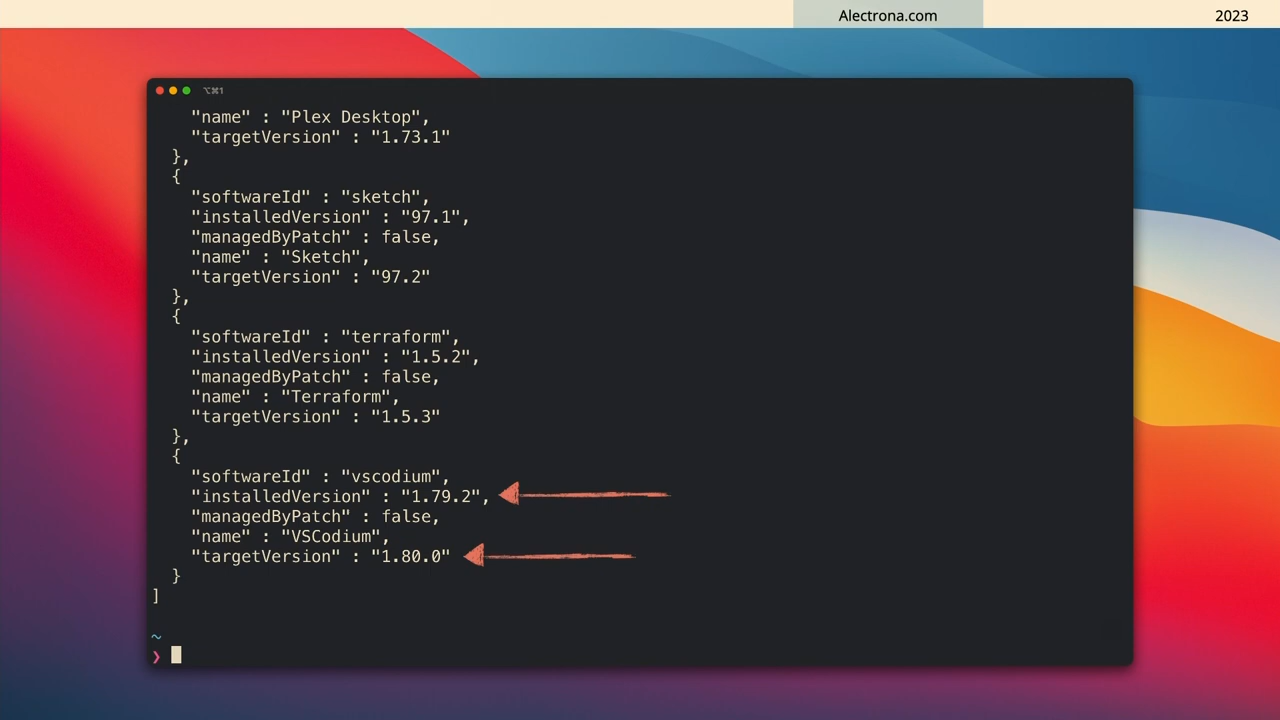 Alectrona.com
2023
⌥⌘1
"name" : "Plex Desktop",
"targetVersion" : "1.73.1"
},
{
"softwareId" : "sketch",
"installedVersion" : "97.1",
"managedByPatch" : false,
"name" : "Sketch",
"targetVersion" : "97.2"
},
{
"softwareId" : "terraform",
"installedVersion" : "1.5.2",
"managedByPatch" : false,
"name" : "Terraform",
"targetVersion" : "1.5.3"
},
{
"softwareId" : "vscodium",
"installedVersion" : "1.79.2",
"managedByPatch" : false,
"name" : "VSCodium",
"targetVersion" : "1.80.0"
}
]
~
❯